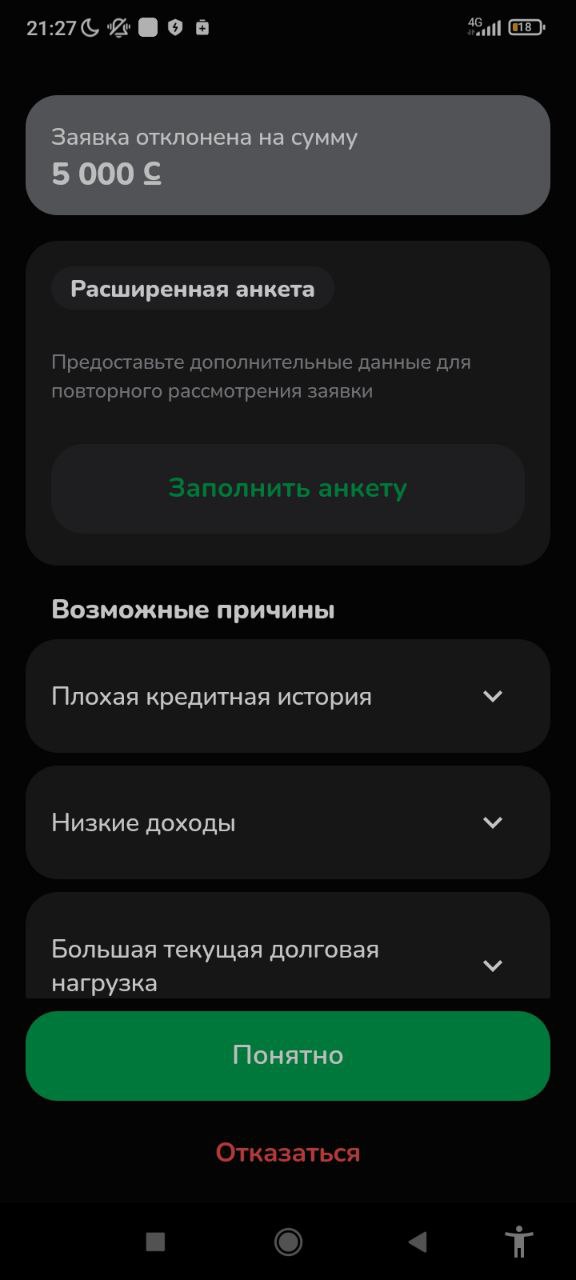 21:27
4G
18
Заявка отклонена на сумму
5 000 С
Расширенная анкета
Предоставьте дополнительные данные для
повторного рассмотрения заявки
Заполнить анкету
Возможные причины
Плохая кредитная история
Низкие доходы
Большая текущая долговая
нагрузка
Понятно
Отказаться